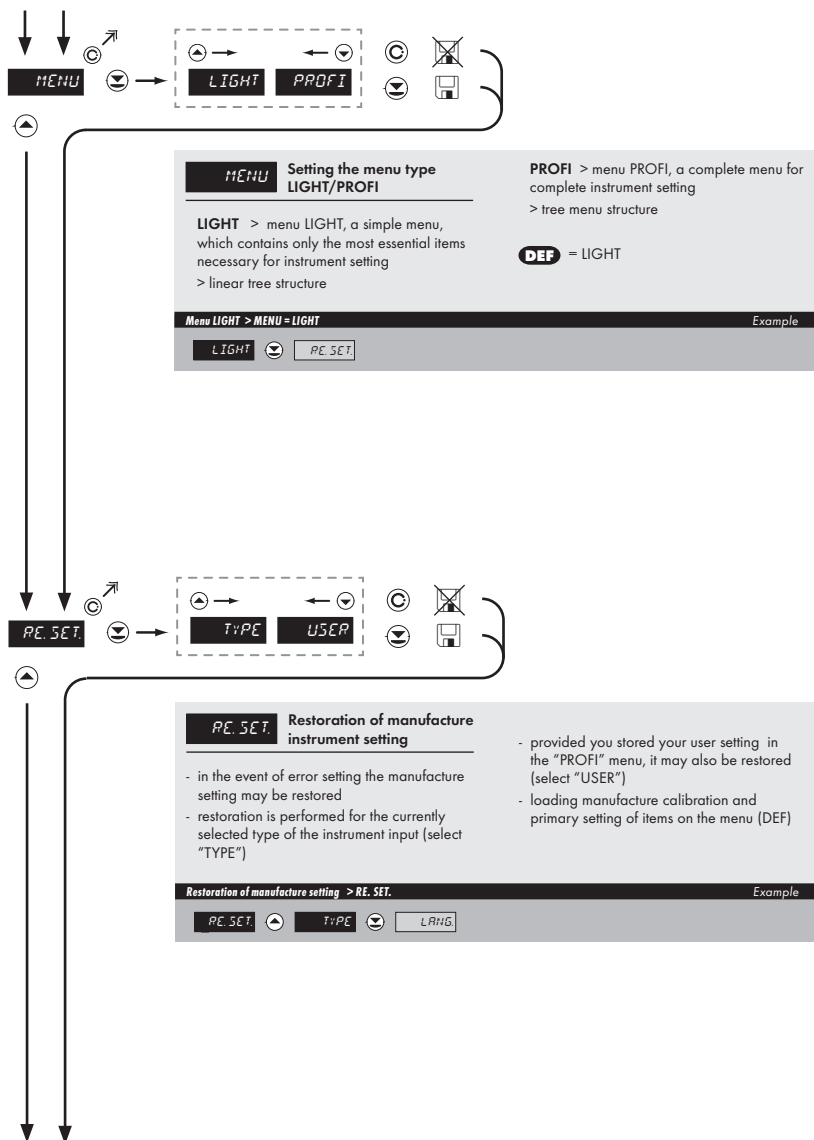 MENU
LIGHT PROFI
MENU
Setting the menu type
LIGHT/PROFI
LIGHT > menu LIGHT, a simple menu,
which contains only the most essential items
necessary for instrument setting
> linear tree structure
PROFI > menu PROFI, a complete menu for
complete instrument setting
> tree menu structure
DEF = LIGHT
Menu LIGHT > MENU = LIGHT Example
LIGHT RE. SET.
RE. SET.
TYPE USER
RE. SET.
Restoration of manufacture
instrument setting
- in the event of error setting the manufacture
setting may be restored
- restoration is performed for the currently
selected type of the instrument input (select
"TYPE")
- provided you stored your user setting in
the "PROFI" menu, it may also be restored
(select "USER")
- loading manufacture calibration and
primary setting of items on the menu (DEF)
Restoration of manufacture setting > RE. SET. Example
RE. SET. TYPE LANG.